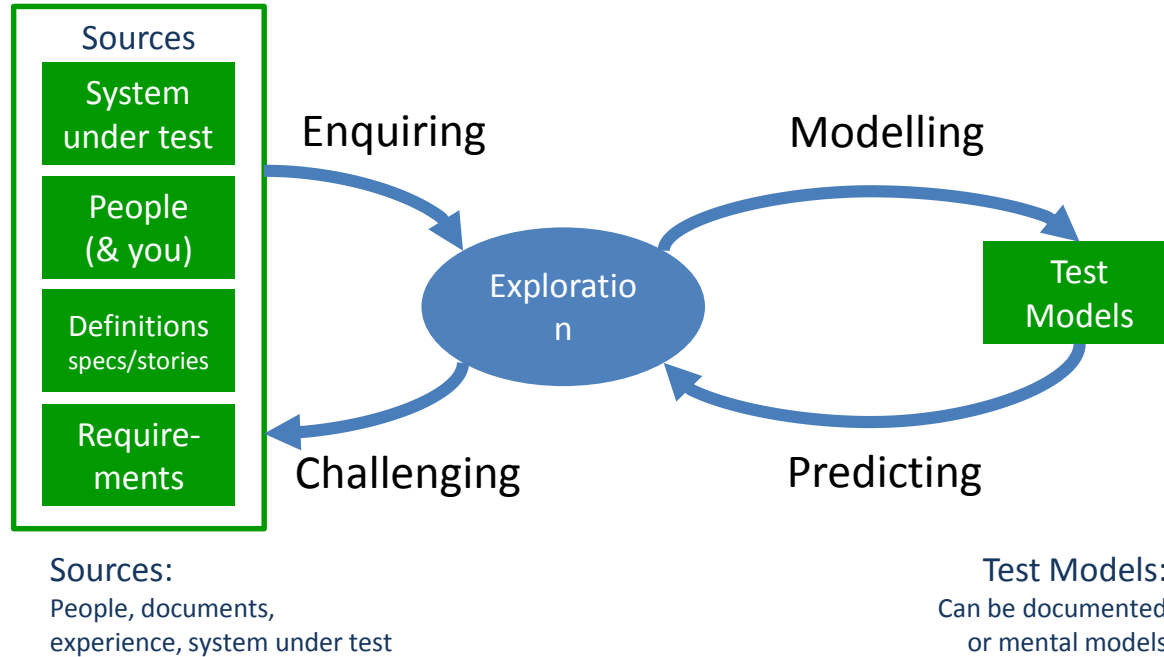 Sources
System
under test
People
(& you)
Definitions
specs/stories
Require-
ments
Enquiring
Challenging
Exploratio
n
Modelling
Predicting
Test
Models
Sources:
People, documents,
experience, system under test
Test Models:
Can be documented
or mental models